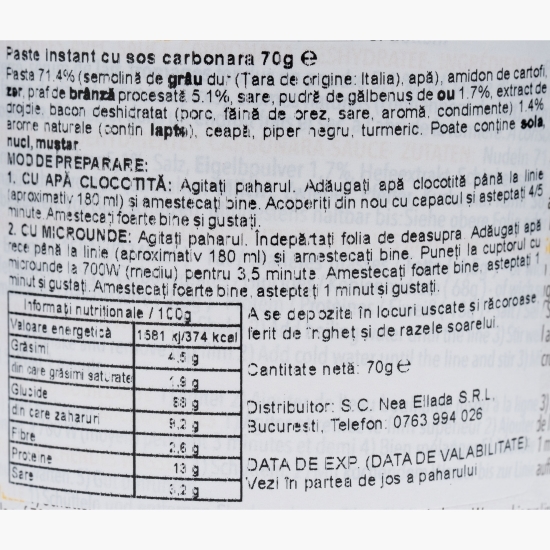 Paste instant cu sos carbonara 70g ℮
Pasta 71.4% (semolină de grâu dur (Țara de origine: Italia), apă), amidon de cartofi,
zer, praf de brânză procesată 5.1%, sare, pudră de gălbenuș de ou 1.7%, extract de
drojdie, bacon deshidratat (porc, făină de orez, sare, aromă, condimente) 1.4%
arome naturale (conțin lapte), ceapă, piper negru, turmeric. Poate conține soia,
nuci, muștar.
MOD DE PREPARARE:
1. CU APĂ CLOCOTITĂ: Agitați paharul. Adăugați apă clocotită până la linie
(aproximativ 180 ml) și amestecați bine. Acoperiți din nou cu capacul și așteptați 4/5
minute. Amestecați foarte bine și gustați.
2. CU MICROUNDE: Agitați paharul. Îndepărtați folia de deasupra. Adăugați apă
rece până la linie (aproximativ 180 ml) și amestecați bine. Puneți la cuptorul cu
microunde la 700W (mediu) pentru 3,5 minute. Amestecați foarte bine, așteptați 1
minut și gustați. Amestecați foarte bine, așteptați 1 minut și gustați.
Informații nutriționale / 100g
Valoare energetică 1581 kj/374 kcal
Grăsimi 4,5 g
din care grăsimi saturate 1,9 g
Glucide 68 g
din care zaharuri 9,2 g
Fibre 2,6 g
Proteine 13 g
Sare 3,2 g
A se depozita în locuri uscate și răcoroase,
ferit de îngheț și de razele soarelui.
Cantitate netă: 70g℮
Distribuitor: S.C. Nea Ellada S.R.L.
București, Telefon: 0763 994 026
DATA DE EXP. (DATA DE VALABILITATE):
Vezi în partea de jos a paharului